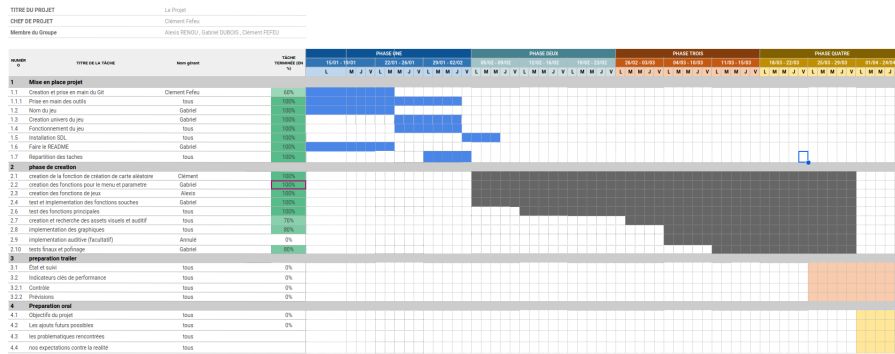 TITRE DU PROJET Le Projet
CHEF DE PROJET Clément Fefeu
Membre du Groupe Alexis RENOU , Gabriel DUBOIS , Clément FEFEU
PHASE UNE PHASE DEUX PHASE TROIS PHASE QUATRE
NUMÉRO TITRE DE LA TÂCHE Nom gérant TÂCHE TERMINÉE (EN %) 15/01 - 19/01 22/01 - 26/01 29/01 - 02/02 05/02 - 09/02 12/02 - 16/02 19/02 - 23/02 26/02 - 03/03 04/03 - 10/03 11/03 - 15/03 18/03 - 22/03 25/03 - 29/03 01/04 - 24/04
L M J V L M M J V L M M J V L M M J V L M M J V L M M J V L M M J V L M M J V L M M J V L M M J V L M M J V L M M J
1 Mise en place projet
1.1 Creation et prise en main du Git Clement Fefeu 60%
1.1.1 Prise en main des outils tous 100%
1.2 Nom du jeu Gabriel 100%
1.3 Creation univers du jeu Gabriel 100%
1.4 Fonctionement du jeu tous 100%
1.5 Installation SDL tous 100%
1.6 Faire le README Gabriel 100%
1.7 Repartition des taches tous 100%
2 phase de creation
2.1 creation de la fonction de création de carte aléatoire Clément 100%
2.2 creation des fonctions pour le menu et parametre Gabriel 100%
2.3 creation des fonctions de jeux Alexis 100%
2.4 test et implementation des fonctions souches Gabriel 100%
2.6 test des fonctions principales tous 100%
2.7 creation et recherche des assets visuels et auditif tous 70%
2.8 implementation des graphiques tous 80%
2.9 implementation auditive (facultatif) Annulé 0%
2.10 tests finaux et pofinage Gabriel 80%
3 preparation trailer
3.1 État et suivi tous 0%
3.2 Indicateurs clés de performance tous 0%
3.2.1 Contrôle tous 0%
3.2.2 Prévisions tous 0%
4 Preparation oral
4.1 Objectifs du projet tous 0%
4.2 Les ajouts futurs possibles tous 0%
4.3 les problematiques rencontrées tous
4.4 nos expectations contre la realité tous